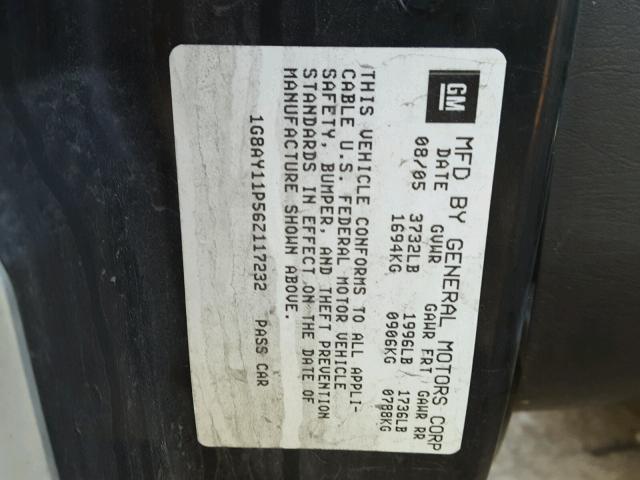 GM
MFD BY GENERAL MOTORS CORP
DATE GVWR GAWR FRT GAWR RR
08/05 3732LB 1996LB 1736LB
1694KG 0906KG 0788KG
THIS VEHICLE CONFORMS TO ALL APPLI-
CABLE U.S. FEDERAL MOTOR VEHICLE
SAFETY, BUMPER, AND THEFT PREVENTION
STANDARDS IN EFFECT ON THE DATE OF
MANUFACTURE SHOWN ABOVE.
1G8AY11P56Z117232 PASS CAR